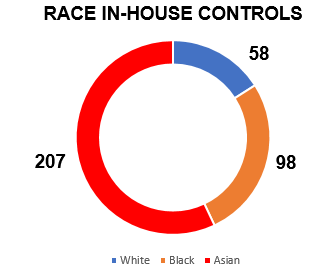 RACE IN-HOUSE CONTROLS
58
98
207
White Black Asian